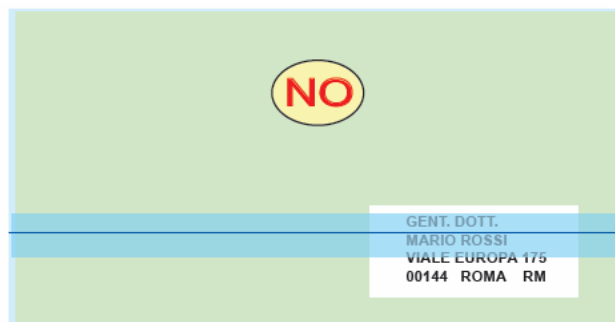 NO
GENT. DOTT.
MARIO ROSSI
VIALE EUROPA 175
00144 ROMA RM